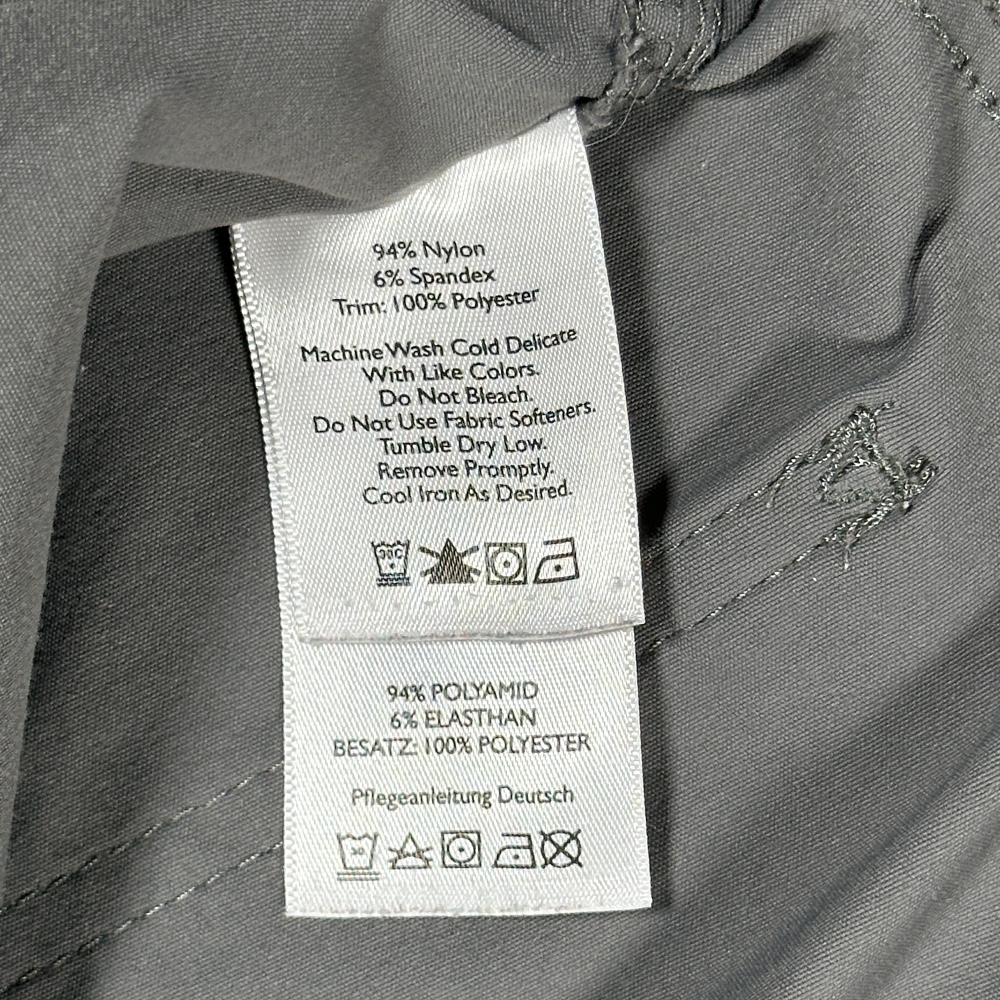 94% Nylon
6% Spandex
Trim: 100% Polyester
Machine Wash Cold Delicate
With Like Colors.
Do Not Bleach.
Do Not Use Fabric Softeners.
Tumble Dry Low.
Remove Promptly.
Cool Iron As Desired.
30C
94% POLYAMID
6% ELASTHAN
BESATZ: 100% POLYESTER
Pflegeanleitung Deutsch
30